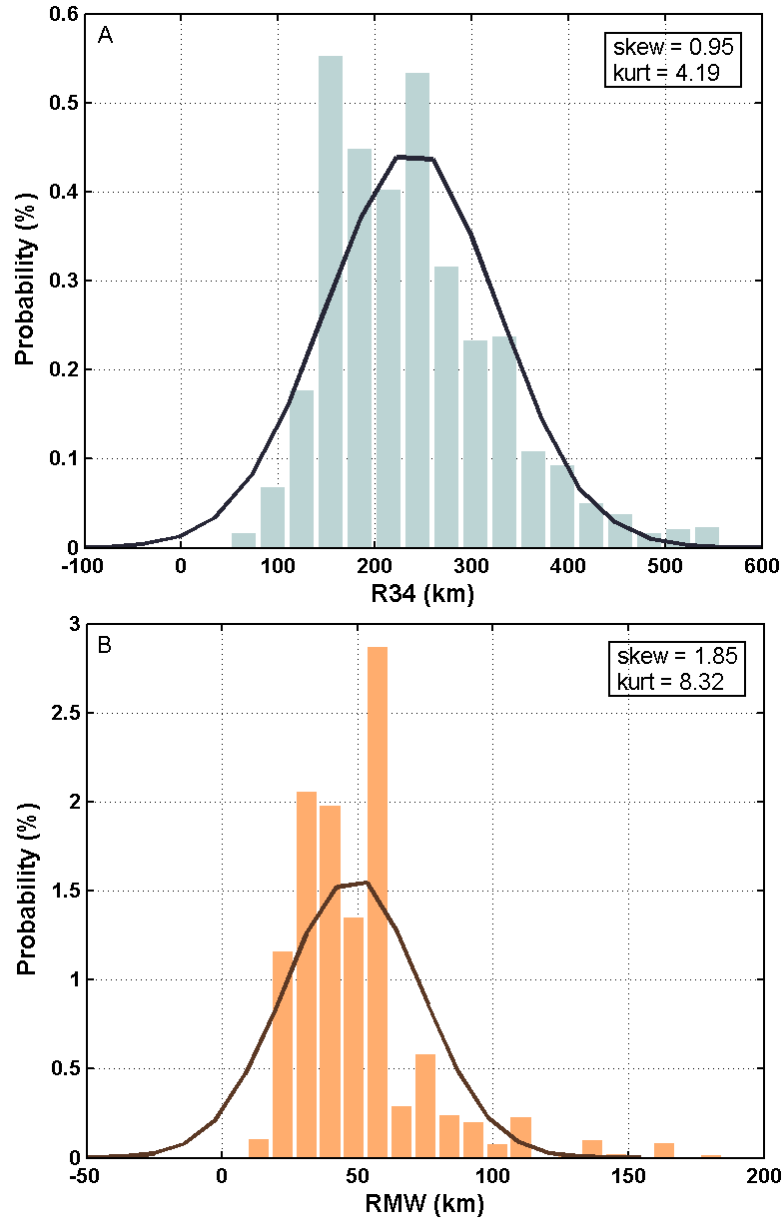 A
skew = 0.95
kurt = 4.19
Probability (%)
0.6
0.5
0.4
0.3
0.2
0.1
0
-100 0 100 200 300 400 500 600
R34 (km)
B
skew = 1.85
kurt = 8.32
Probability (%)
3
2.5
2
1.5
1
0.5
0
-50 0 50 100 150 200
RMW (km)